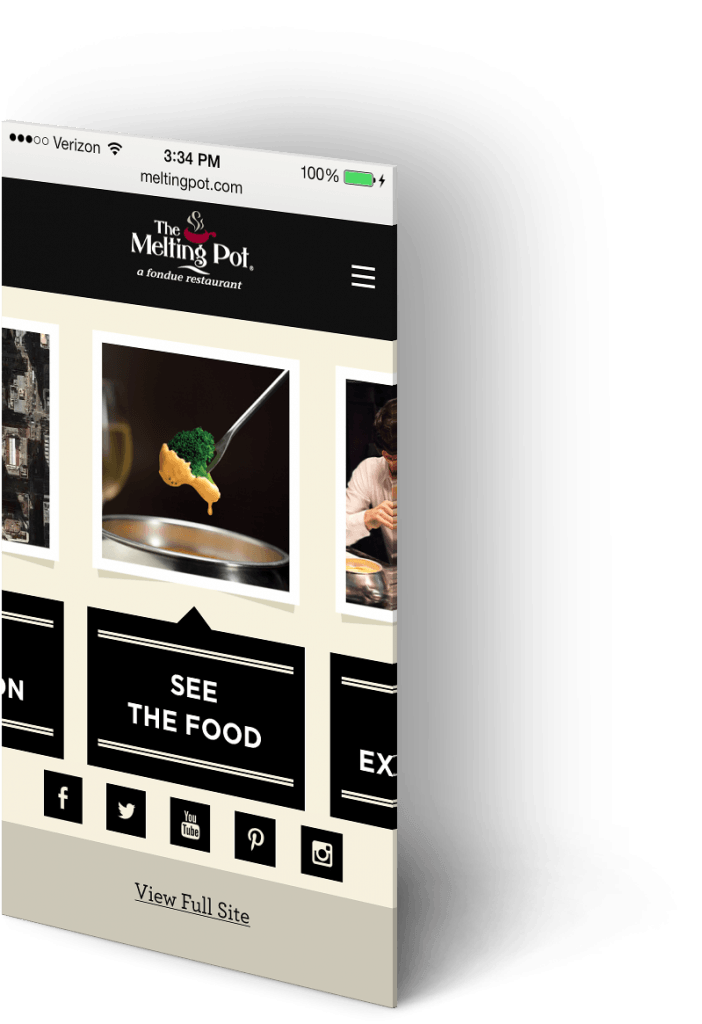 Verizon
3:34 PM
100%
meltingpot.com
The
Melting Pot®
a fondue restaurant
ON
SEE
THE FOOD
EX
You
Tube
View Full Site